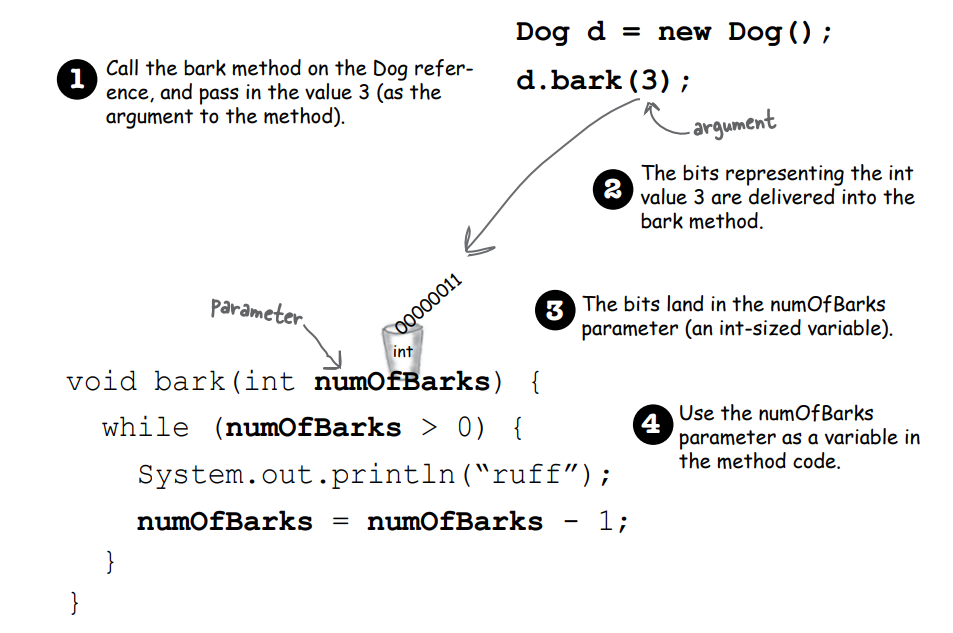 Dog d = new Dog();
d.bark(3);
argument
1
Call the bark method on the Dog refer-
ence, and pass in the value 3 (as the
argument to the method).
2
The bits representing the int
value 3 are delivered into the
bark method.
3
The bits land in the numOfBarks
parameter (an int-sized variable).
00000011
int
parameter
void bark(int numOfBarks) {
while (numOfBarks > 0) {
System.out.println(“ruff”);
numOfBarks = numOfBarks - 1;
}
}
4
Use the numOfBarks
parameter as a variable in
the method code.